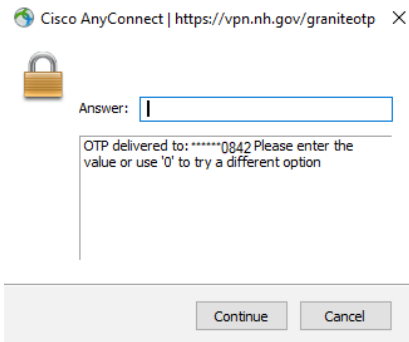 Cisco AnyConnect | https://vpn.nh.gov/graniteotp
Answer:
OTP delivered to: ******0842 Please enter the
value or use '0' to try a different option
Continue Cancel